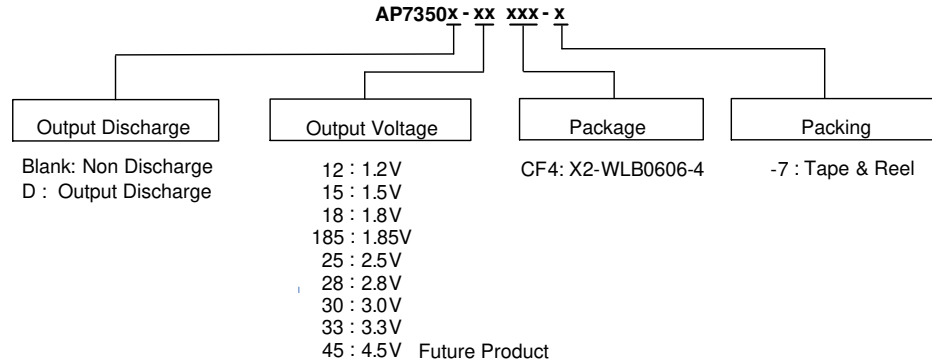 AP7350x - xx xxx - x
Output Discharge
Blank: Non Discharge
D : Output Discharge
Output Voltage
12 : 1.2V
15 : 1.5V
18 : 1.8V
185 : 1.85V
25 : 2.5V
28 : 2.8V
30 : 3.0V
33 : 3.3V
45 : 4.5V Future Product
Package
CF4: X2-WLB0606-4
Packing
-7 : Tape & Reel